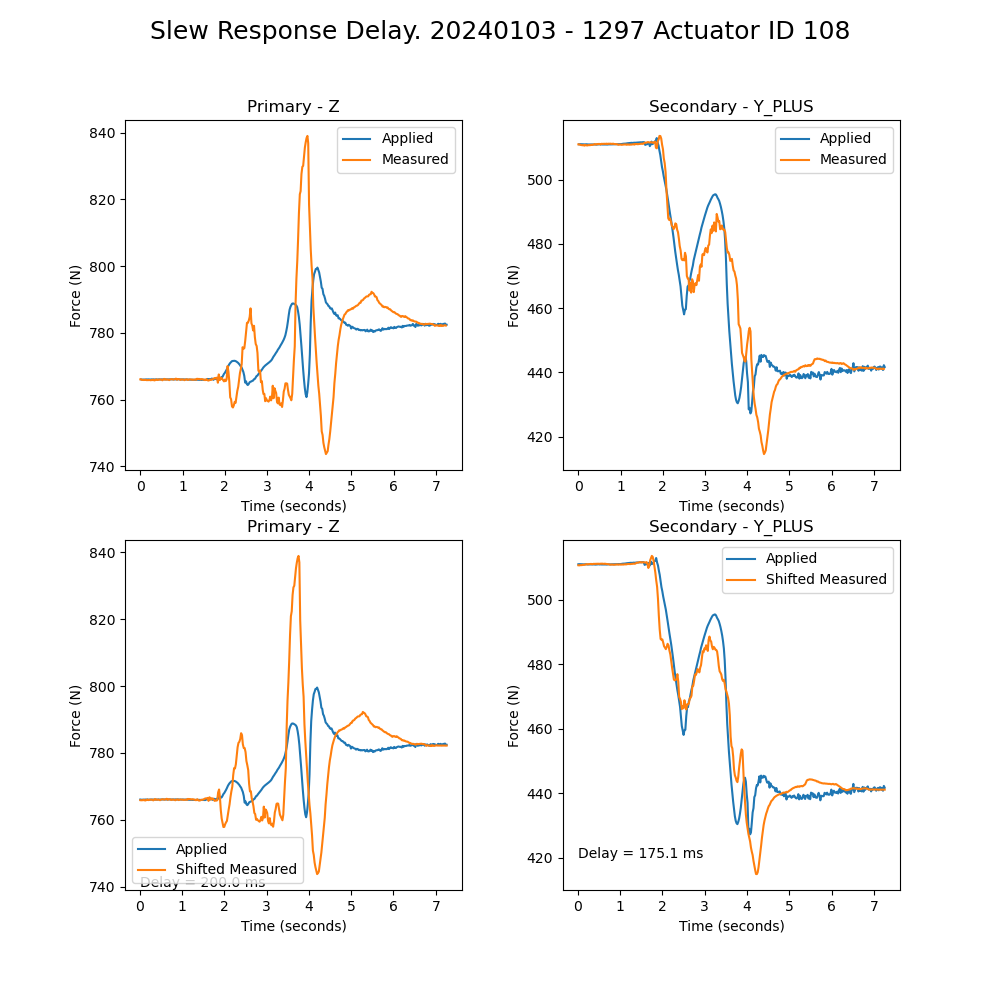 Slew Response Delay. 20240103 - 1297 Actuator ID 108
Primary - Z
Force (N)
840
820
800
780
760
740
Applied
Measured
0 1 2 3 4 5 6 7
Time (seconds)
Secondary - Y_PLUS
Force (N)
500
480
460
440
420
Applied
Measured
0 1 2 3 4 5 6 7
Time (seconds)
Primary - Z
Force (N)
840
820
800
780
760
740
Applied
Shifted Measured
Delay = 200.0 ms
0 1 2 3 4 5 6 7
Time (seconds)
Secondary - Y_PLUS
Force (N)
500
480
460
440
420
Applied
Shifted Measured
Delay = 175.1 ms
0 1 2 3 4 5 6 7
Time (seconds)